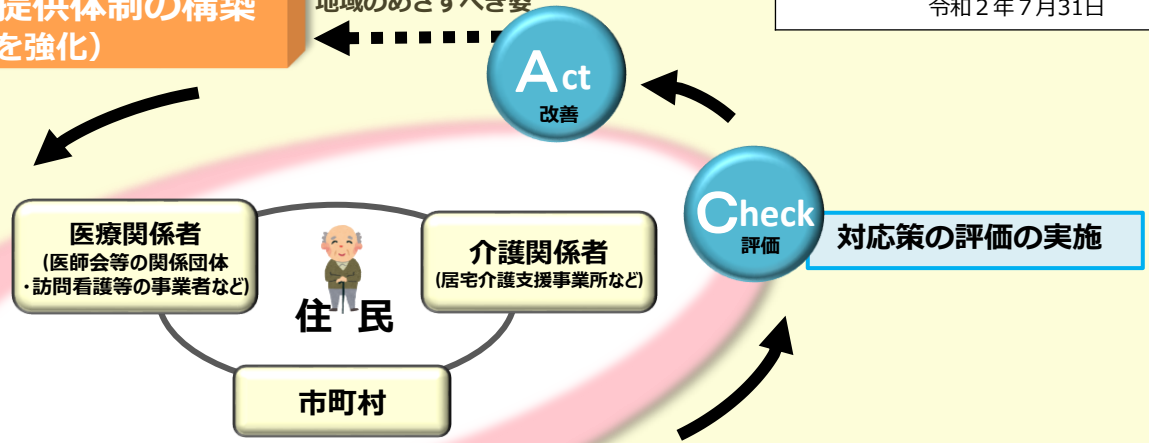 提供体制の構築
を強化）
地域のめざすべき姿
令和２年７月31日
Act
改善
Check
評価
対応策の評価の実施
医療関係者
(医師会等の関係団体
・訪問看護等の事業者など)
介護関係者
(居宅介護支援事業所など)
住民
市町村